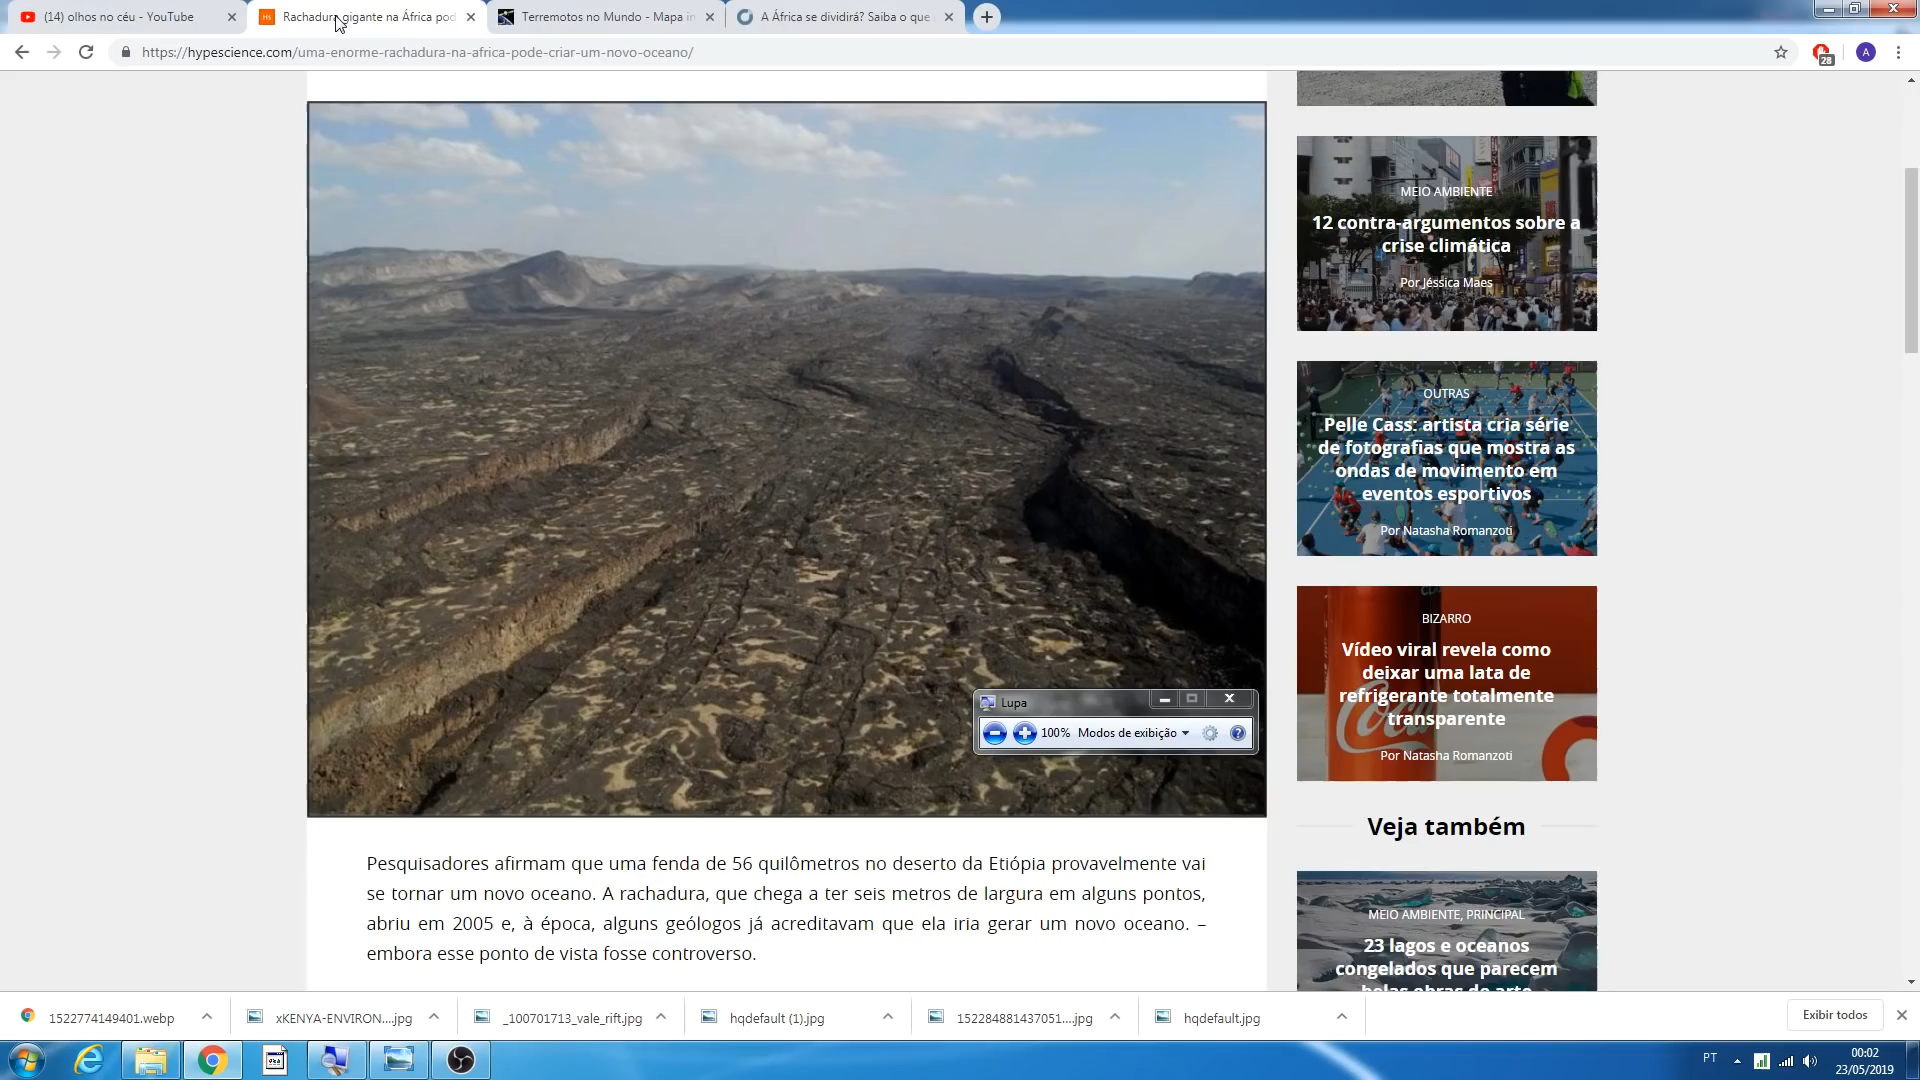 (14) olhos no céu - YouTube
Rachadura gigante na África pod
Terremotos no Mundo - Mapa in
A África se dividirá? Saiba o que
https://hypescience.com/uma-enorme-rachadura-na-africa-pode-criar-um-novo-oceano/
28
A
MEIO AMBIENTE
12 contra-argumentos sobre a
crise climática
Por Jéssica Maes
OUTRAS
Pelle Cass: artista cria série
de fotografias que mostra as
ondas de movimento em
eventos esportivos
Por Natasha Romanzoti
BIZARRO
Vídeo viral revela como
deixar uma lata de
refrigerante totalmente
transparente
Por Natasha Romanzoti
Lupa
100% Modos de exibição
Veja também
MEIO AMBIENTE, PRINCIPAL
23 lagos e oceanos
congelados que parecem
belas obras de arte
Pesquisadores afirmam que uma fenda de 56 quilômetros no deserto da Etiópia provavelmente vai
se tornar um novo oceano. A rachadura, que chega a ter seis metros de largura em alguns pontos,
abriu em 2005 e, à época, alguns geólogos já acreditavam que ela iria gerar um novo oceano. –
embora esse ponto de vista fosse controverso.
1522774149401.webp
xKENYA-ENVIRON....jpg
_100701713_vale_rift.jpg
hqdefault (1).jpg
152284881437051....jpg
hqdefault.jpg
Exibir todos
PT
00:02
23/05/2019